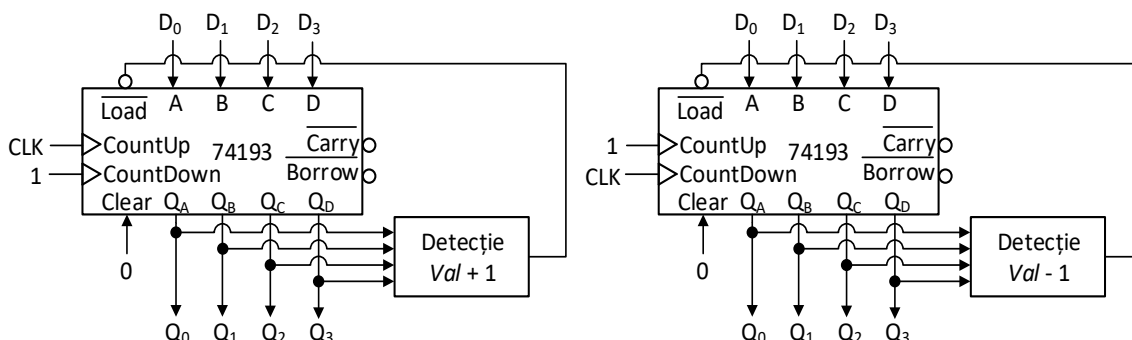 D0 D1 D2 D3
Load A B C D
CLK CountUp 74193 Carry
1 CountDown Borrow
Clear QA QB QC QD
0
Detecție
Val + 1
Q0 Q1 Q2 Q3
D0 D1 D2 D3
Load A B C D
1 CountUp 74193 Carry
CLK CountDown Borrow
Clear QA QB QC QD
0
Detecție
Val - 1
Q0 Q1 Q2 Q3